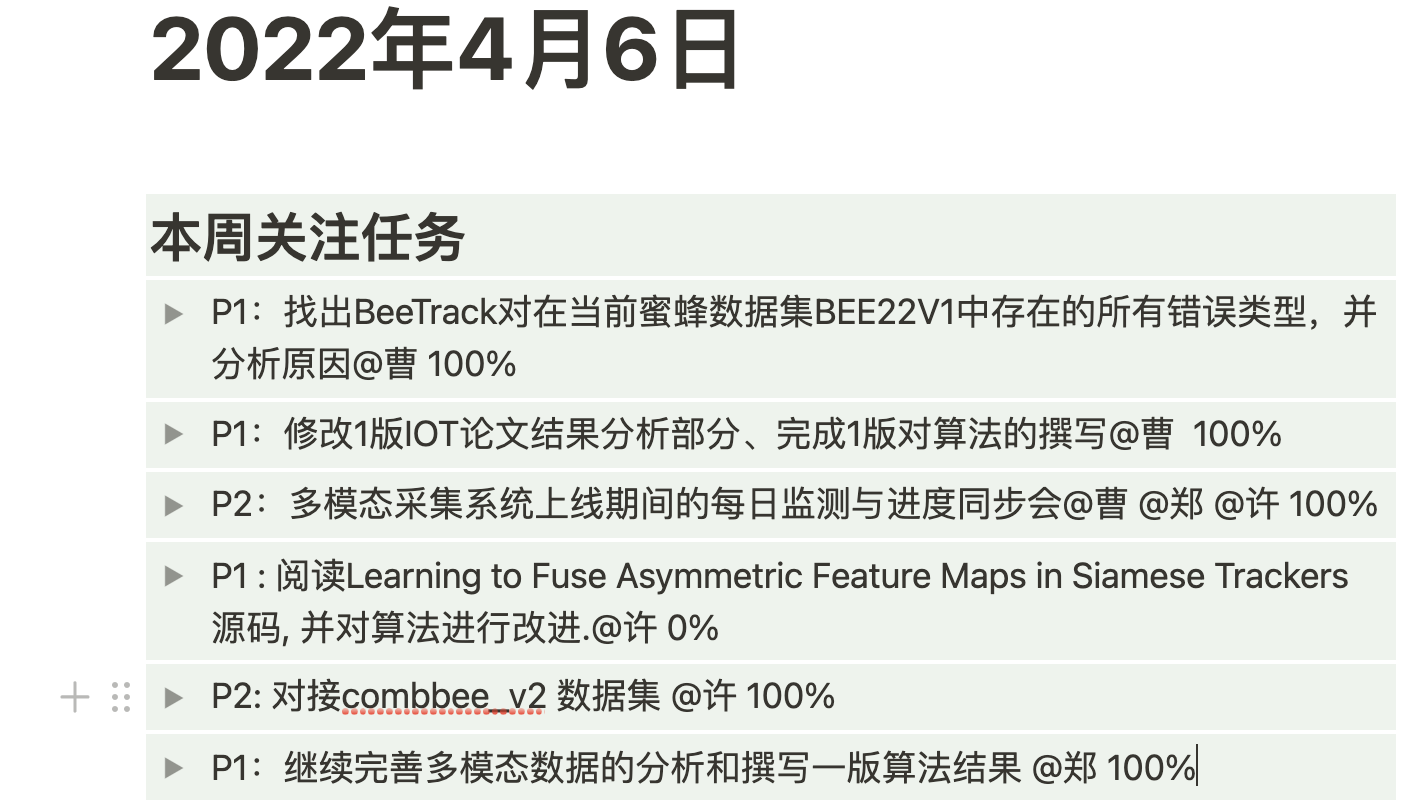 2022年4月6日
本周关注任务
P1：找出BeeTrack对在当前蜜蜂数据集BEE22V1中存在的所有错误类型，并
分析原因@曹 100%
P1：修改1版IOT论文结果分析部分、完成1版对算法的撰写@曹  100%
P2：多模态采集系统上线期间的每日监测与进度同步会@曹 @郑 @许 100%
P1 : 阅读Learning to Fuse Asymmetric Feature Maps in Siamese Trackers
源码, 并对算法进行改进.@许 0%
P2: 对接combbee_v2 数据集 @许 100%
P1：继续完善多模态数据的分析和撰写一版算法结果 @郑 100%